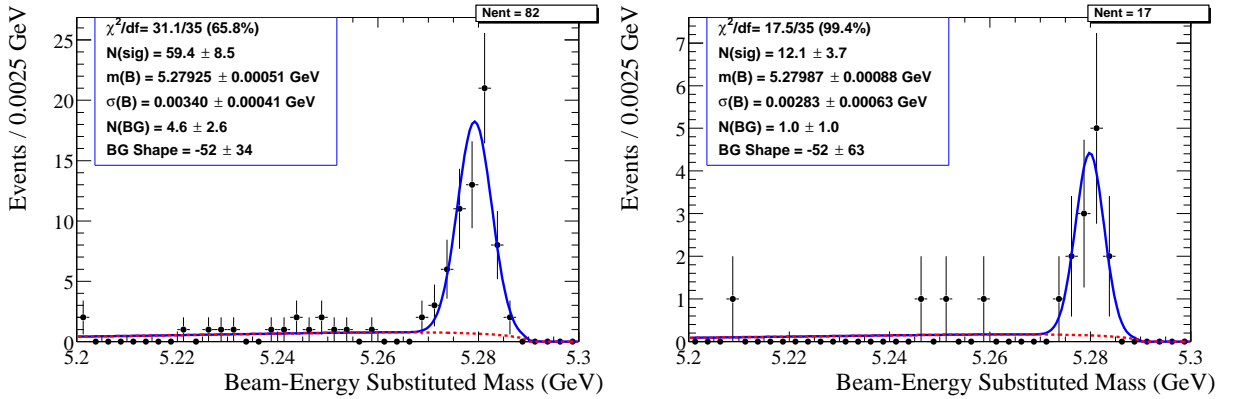 Nent = 82
χ²/df= 31.1/35 (65.8%)
N(sig) = 59.4 ± 8.5
m(B) = 5.27925 ± 0.00051 GeV
σ(B) = 0.00340 ± 0.00041 GeV
N(BG) = 4.6 ± 2.6
BG Shape = -52 ± 34
Events / 0.0025 GeV
25
20
15
10
5
0
5.2 5.22 5.24 5.26 5.28 5.3
Beam-Energy Substituted Mass (GeV)
Nent = 17
χ²/df= 17.5/35 (99.4%)
N(sig) = 12.1 ± 3.7
m(B) = 5.27987 ± 0.00088 GeV
σ(B) = 0.00283 ± 0.00063 GeV
N(BG) = 1.0 ± 1.0
BG Shape = -52 ± 63
Events / 0.0025 GeV
7
6
5
4
3
2
1
0
5.2 5.22 5.24 5.26 5.28 5.3
Beam-Energy Substituted Mass (GeV)